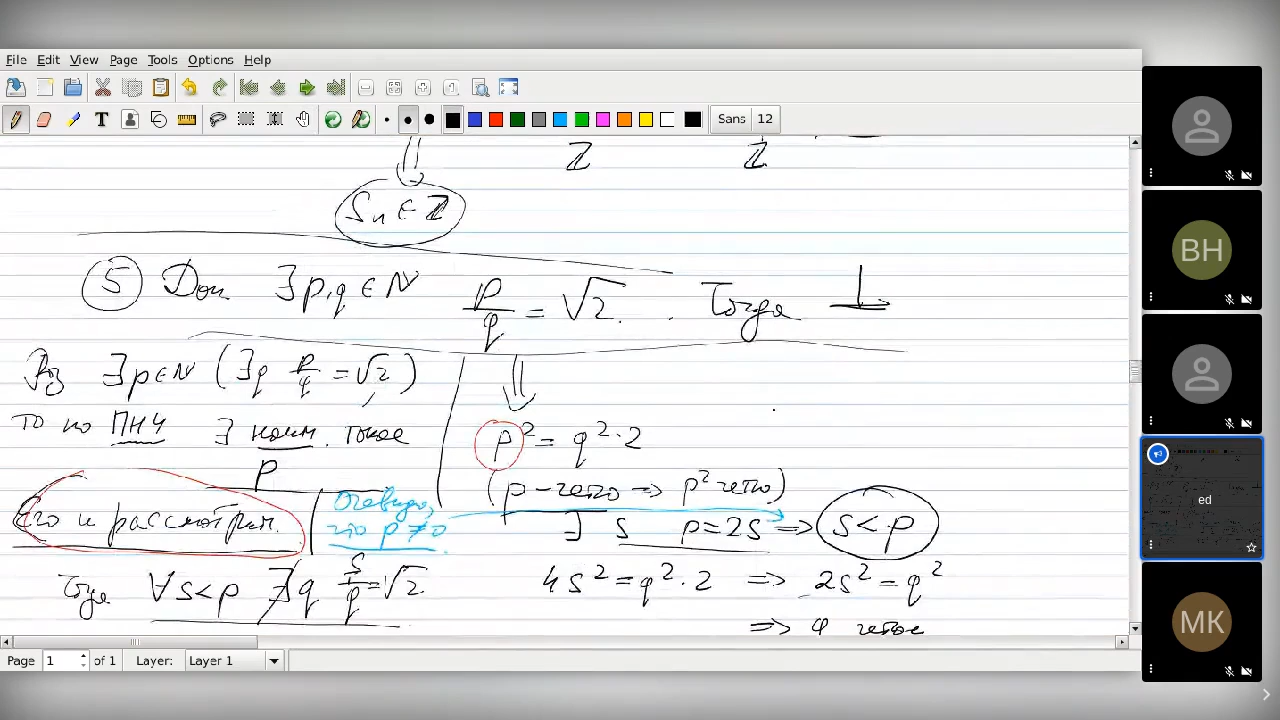 File Edit View Page Tools Options Help
Sans 12
ℤ ℤ
Sₙ ∈ ℤ
⑤ Доп ∃ p,q ∈ N p/q = √2. Тогда ⊥
Раз ∃ p ∈ N (∃q p/q = √2)
то по ПНЧ ∃ наим. такое
p
Его и рассмотрим.
Очевидно,
что p ≠ 0
Тогда ∀s<p ∄q s/q = √2
p² = q²·2
(p-четно ⇒ p² четно)
∃ s p = 2s ⇒ s < p
4s² = q²·2 ⇒ 2s² = q²
⇒ q четное
BH
ed
MK
Page 1 of 1 Layer: Layer 1